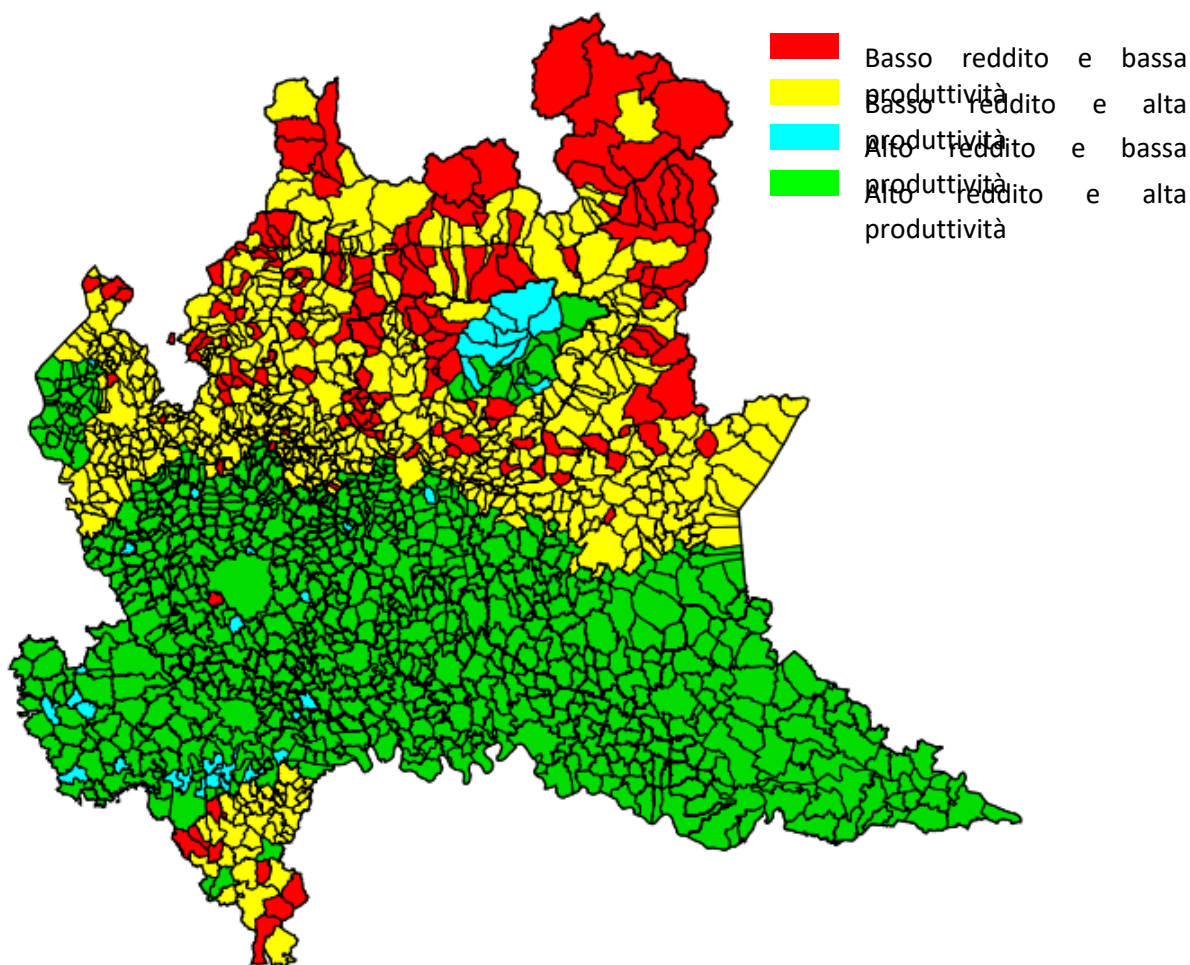 Basso reddito e bassa
produttività
Basso reddito e alta
produttività
Alto reddito e bassa
produttività
Alto reddito e alta
produttività